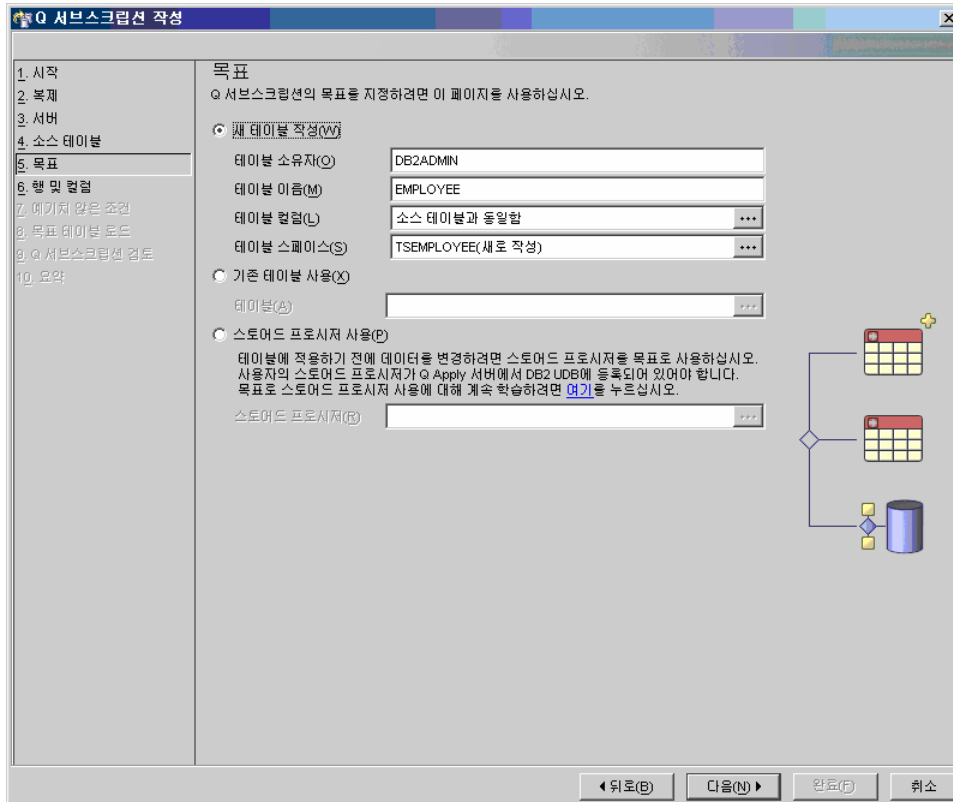 Q 서브스크립션 작성
1. 시작
2. 복제
3. 서버
4. 소스 테이블
5. 목표
6. 행 및 컬럼
7. 예기치 않은 조건
8. 목표 테이블 로드
9. Q 서브스크립션 검토
10. 요약
목표
Q 서브스크립션의 목표를 지정하려면 이 페이지를 사용하십시오.
새 테이블 작성(W)
테이블 소유자(O) DB2ADMIN
테이블 이름(M) EMPLOYEE
테이블 컬럼(L) 소스 테이블과 동일함 ...
테이블 스페이스(S) TSEMPLOYEE(새로 작성) ...
기존 테이블 사용(X)
테이블(A) ...
스토어드 프로시저 사용(P)
테이블에 적용하기 전에 데이터를 변경하려면 스토어드 프로시저를 목표로 사용하십시오.
사용자의 스토어드 프로시저가 Q Apply 서버에서 DB2 UDB에 등록되어 있어야 합니다.
목표로 스토어드 프로시저 사용에 대해 계속 학습하려면 여기를 누르십시오.
스토어드 프로시저(R) ...
뒤로(B) 다음(N) 완료(F) 취소